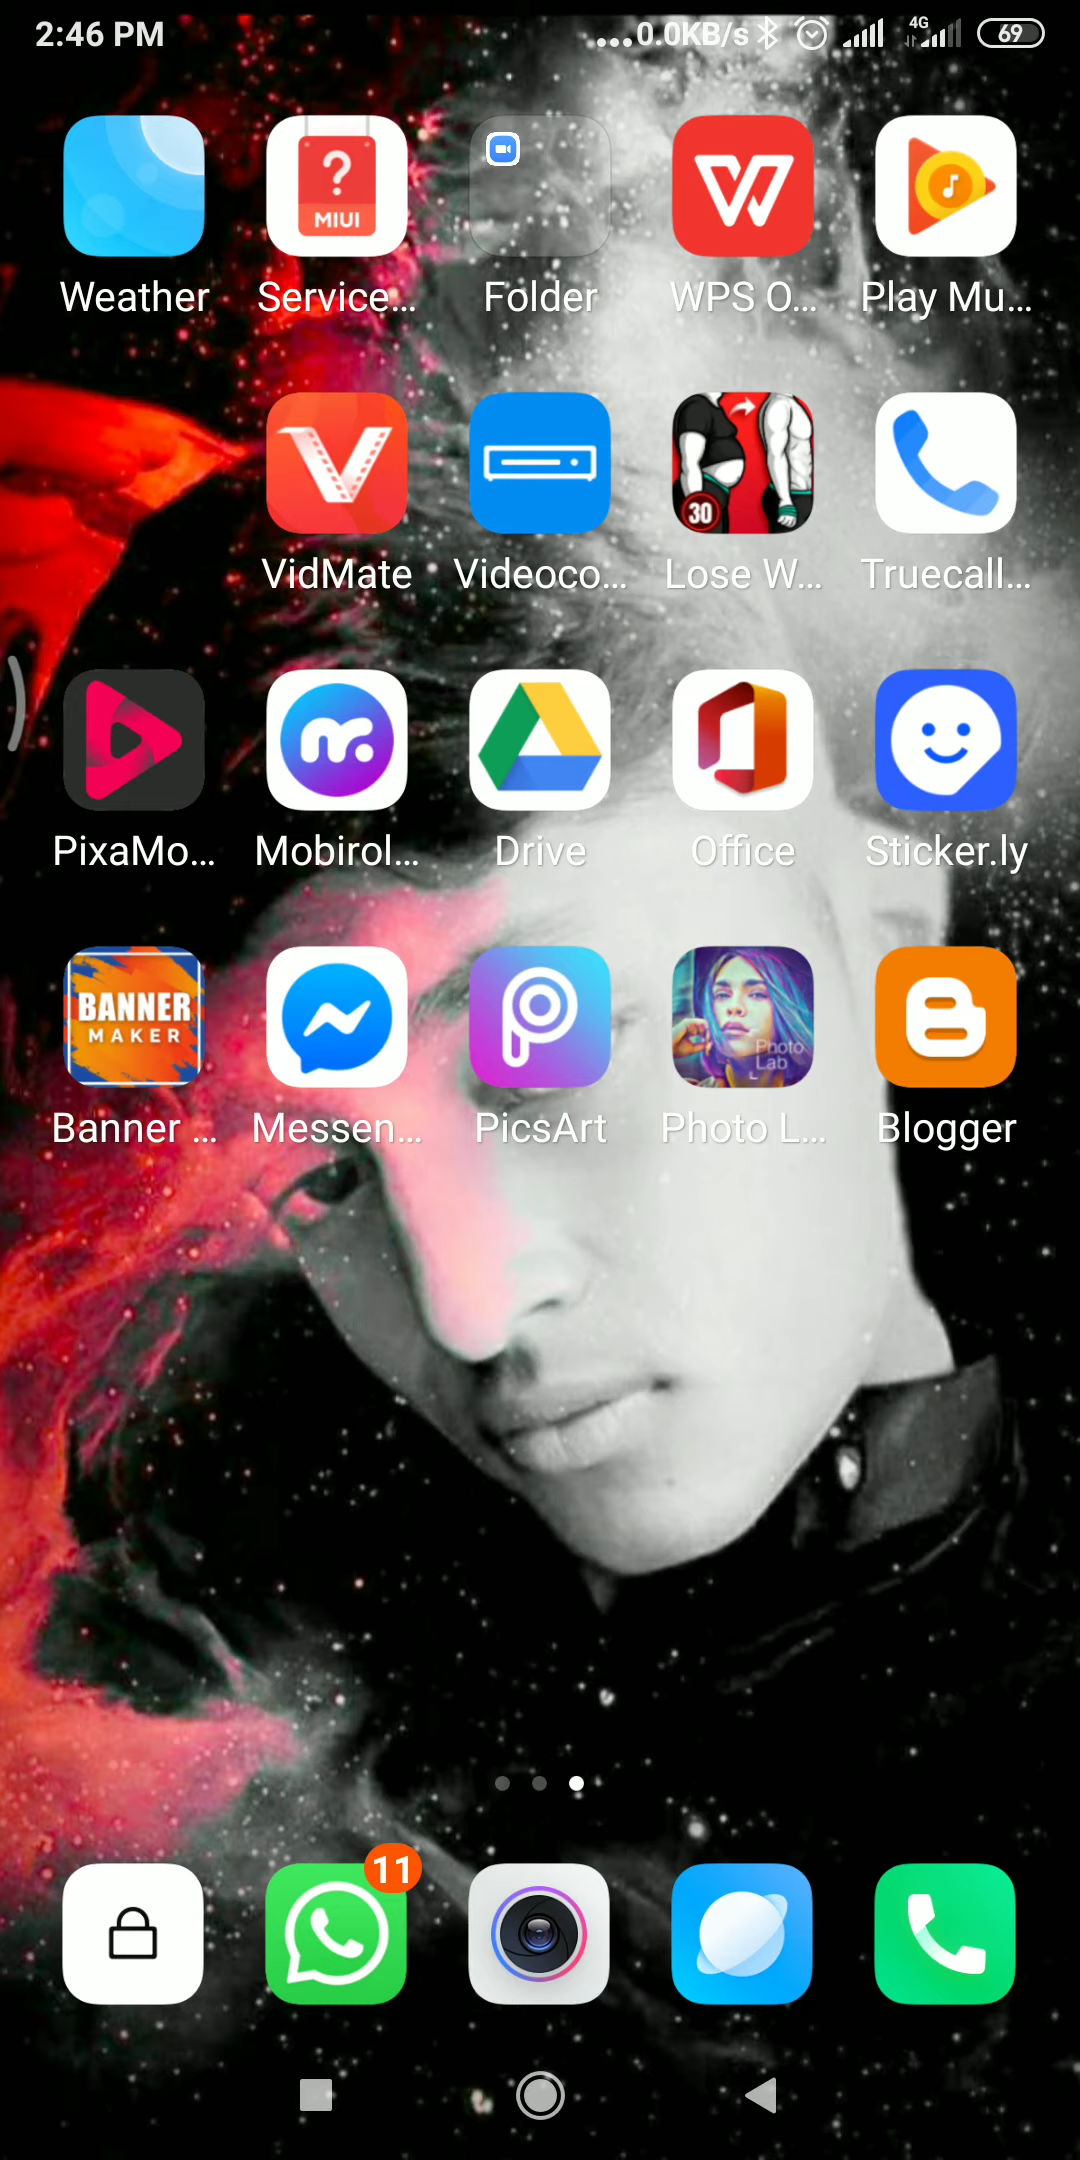 2:46 PM ...0.0KB/s 4G 69
?
MIUI
Weather Service... Folder WPS O... Play Mu...
30
VidMate Videoco... Lose W... Truecall...
m.
PixaMo... Mobirol... Drive Office Sticker.ly
BANNER
MAKER
Photo
Lab
Banner ... Messen... PicsArt Photo L... Blogger
11